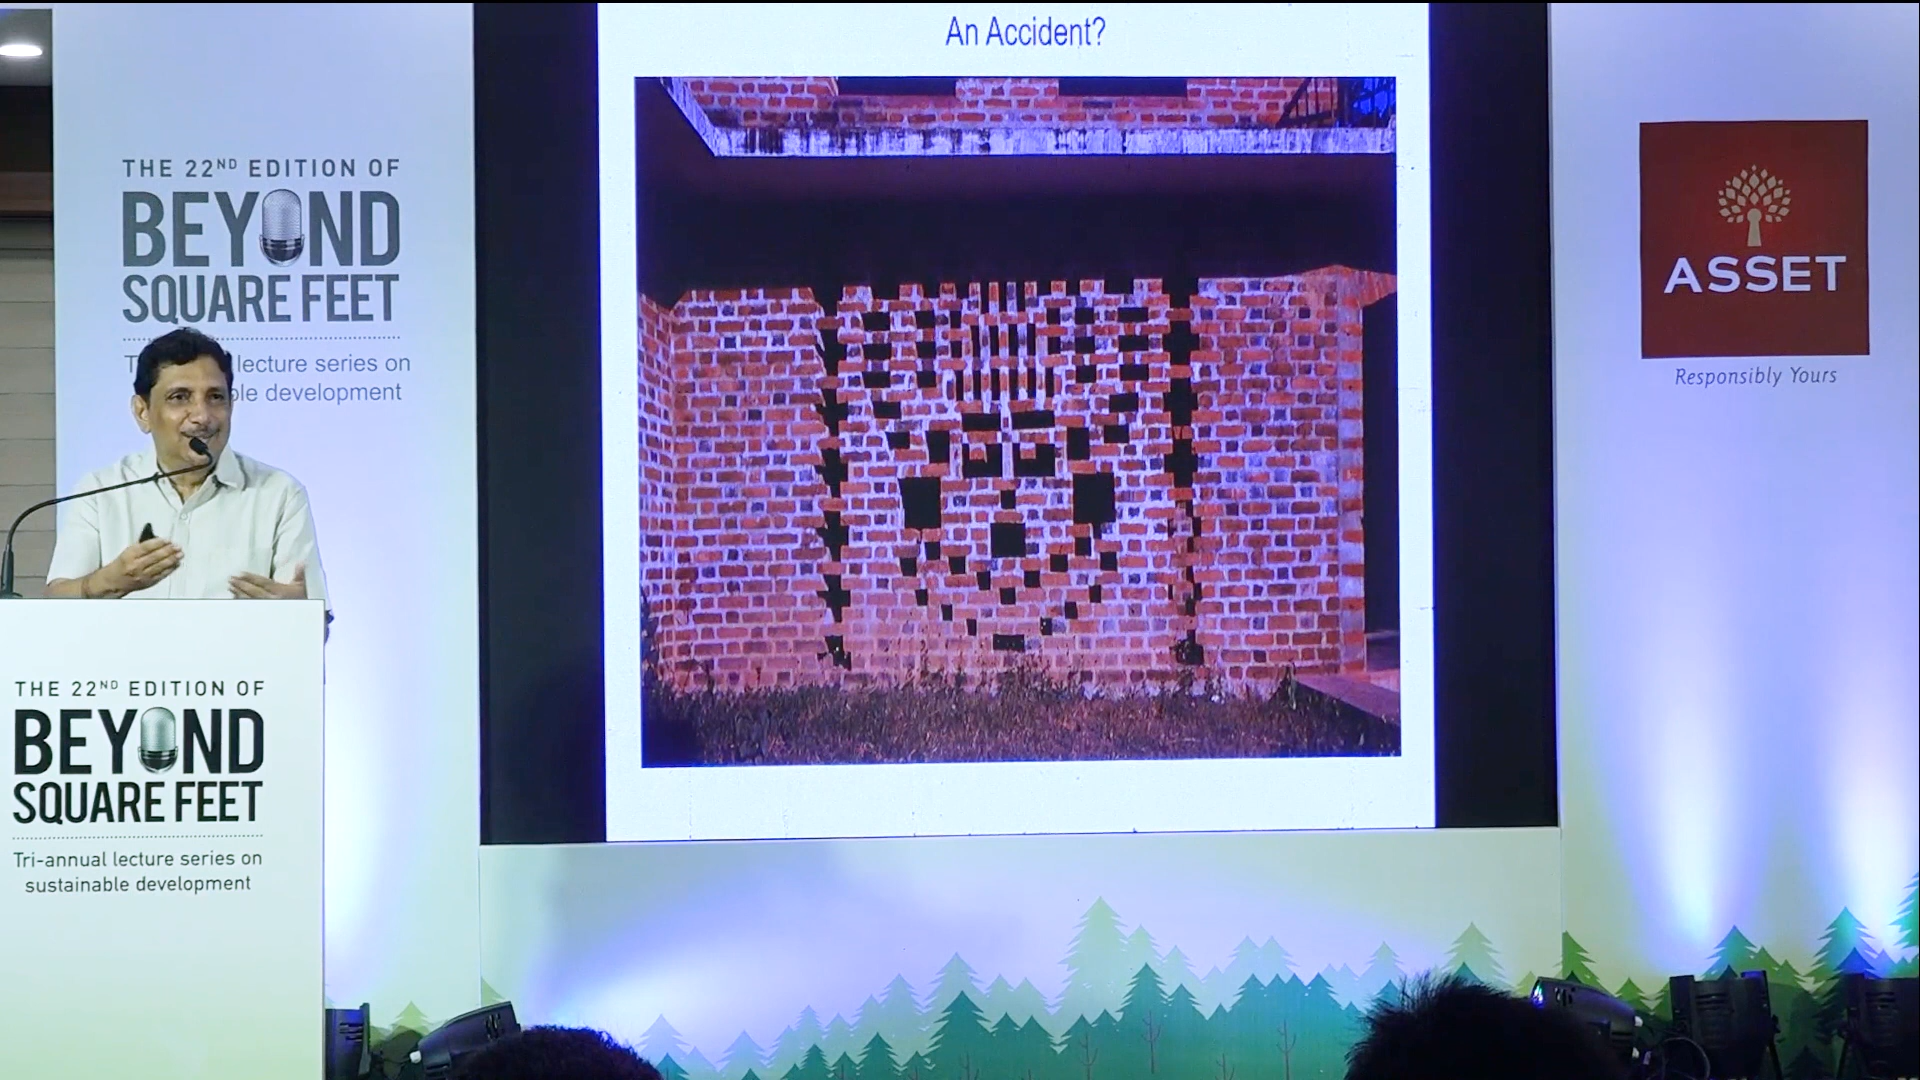 An Accident?
THE 22ND EDITION OF
BEYOND
SQUARE FEET
lecture series on
development
ASSET
Responsibly Yours
THE 22ND EDITION OF
BEYOND
SQUARE FEET
Tri-annual lecture series on
sustainable development